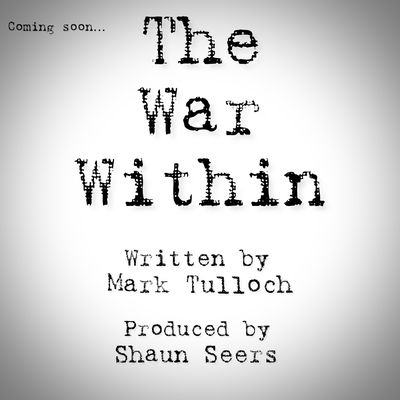 Coming soon...
The
War
Within
Written by
Mark Tulloch
Produced by
Shaun Seers